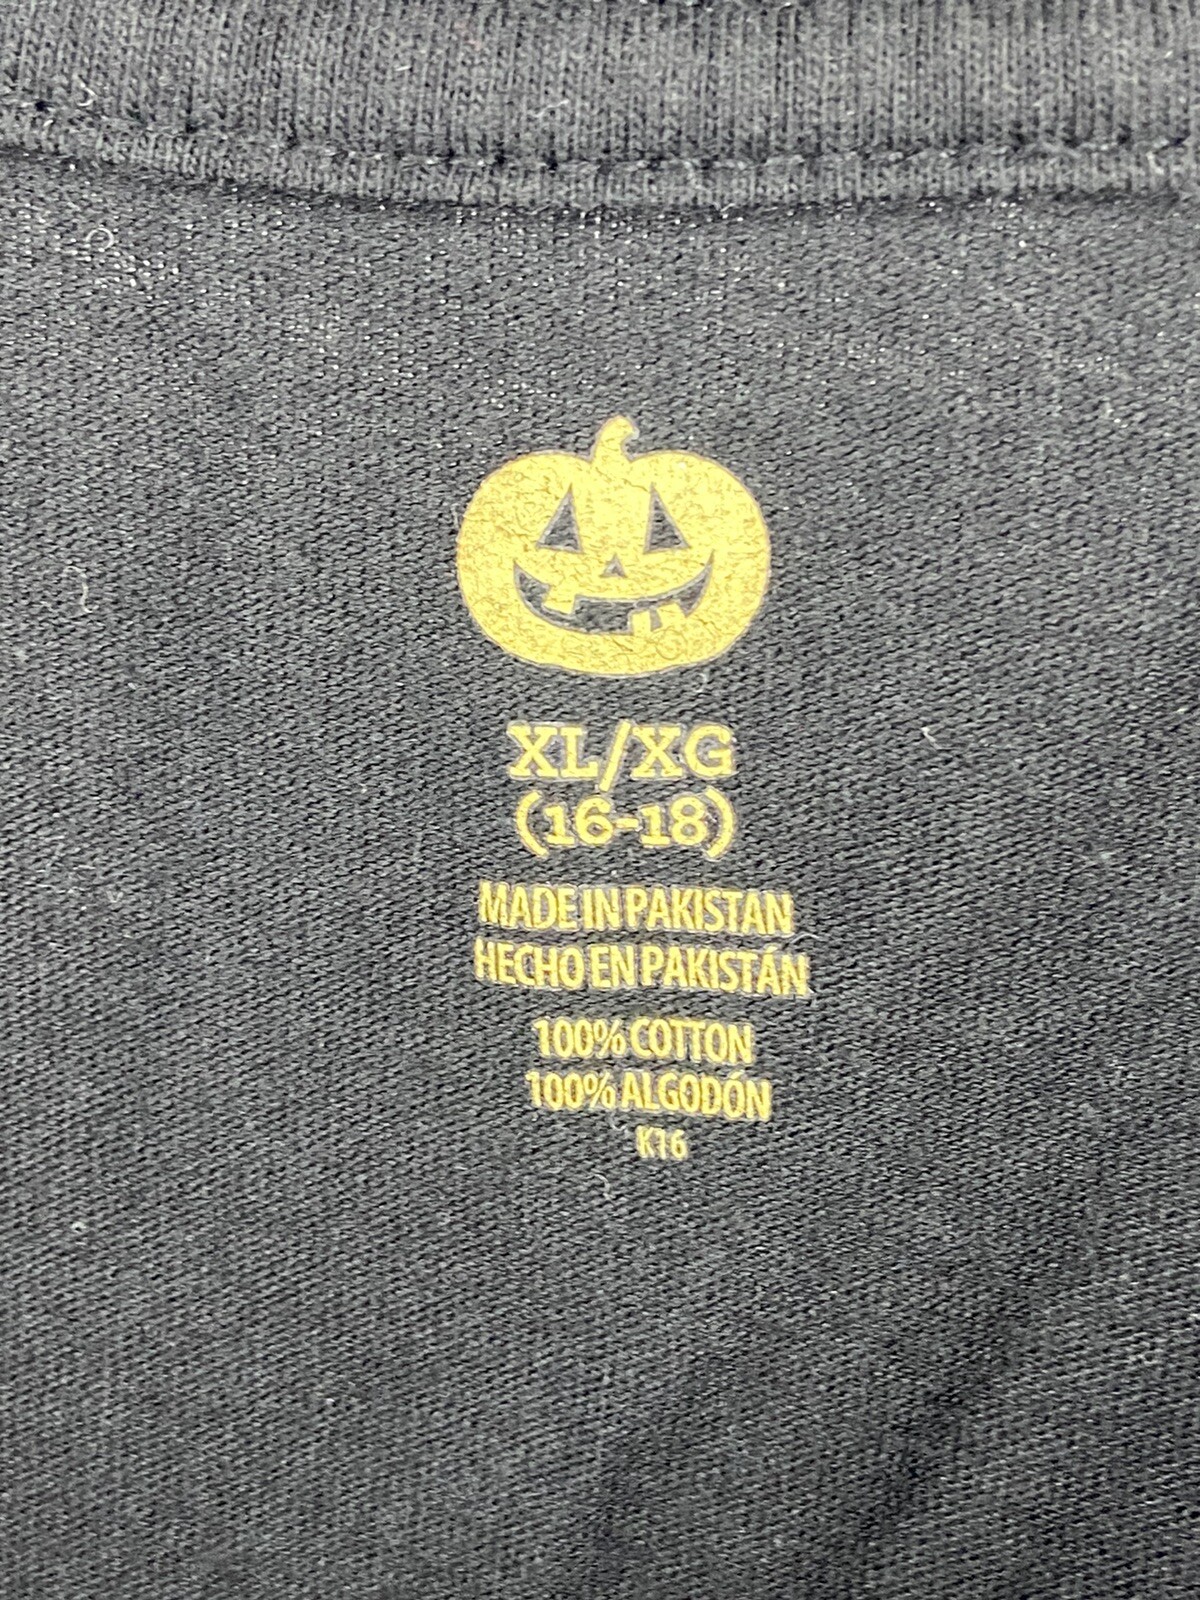 XL/XG
(16-18)
MADE IN PAKISTAN
HECHO EN PAKISTÁN
100% COTTON
100% ALGODÓN
K16